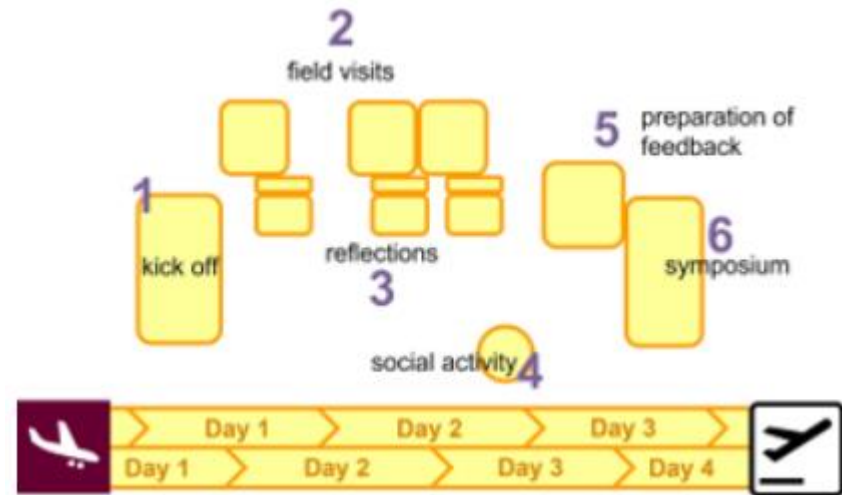 2
field visits
5
preparation of
feedback
1
kick off
reflections
3
6
symposium
social activity
4
Day 1 Day 2 Day 3
Day 1 Day 2 Day 3 Day 4